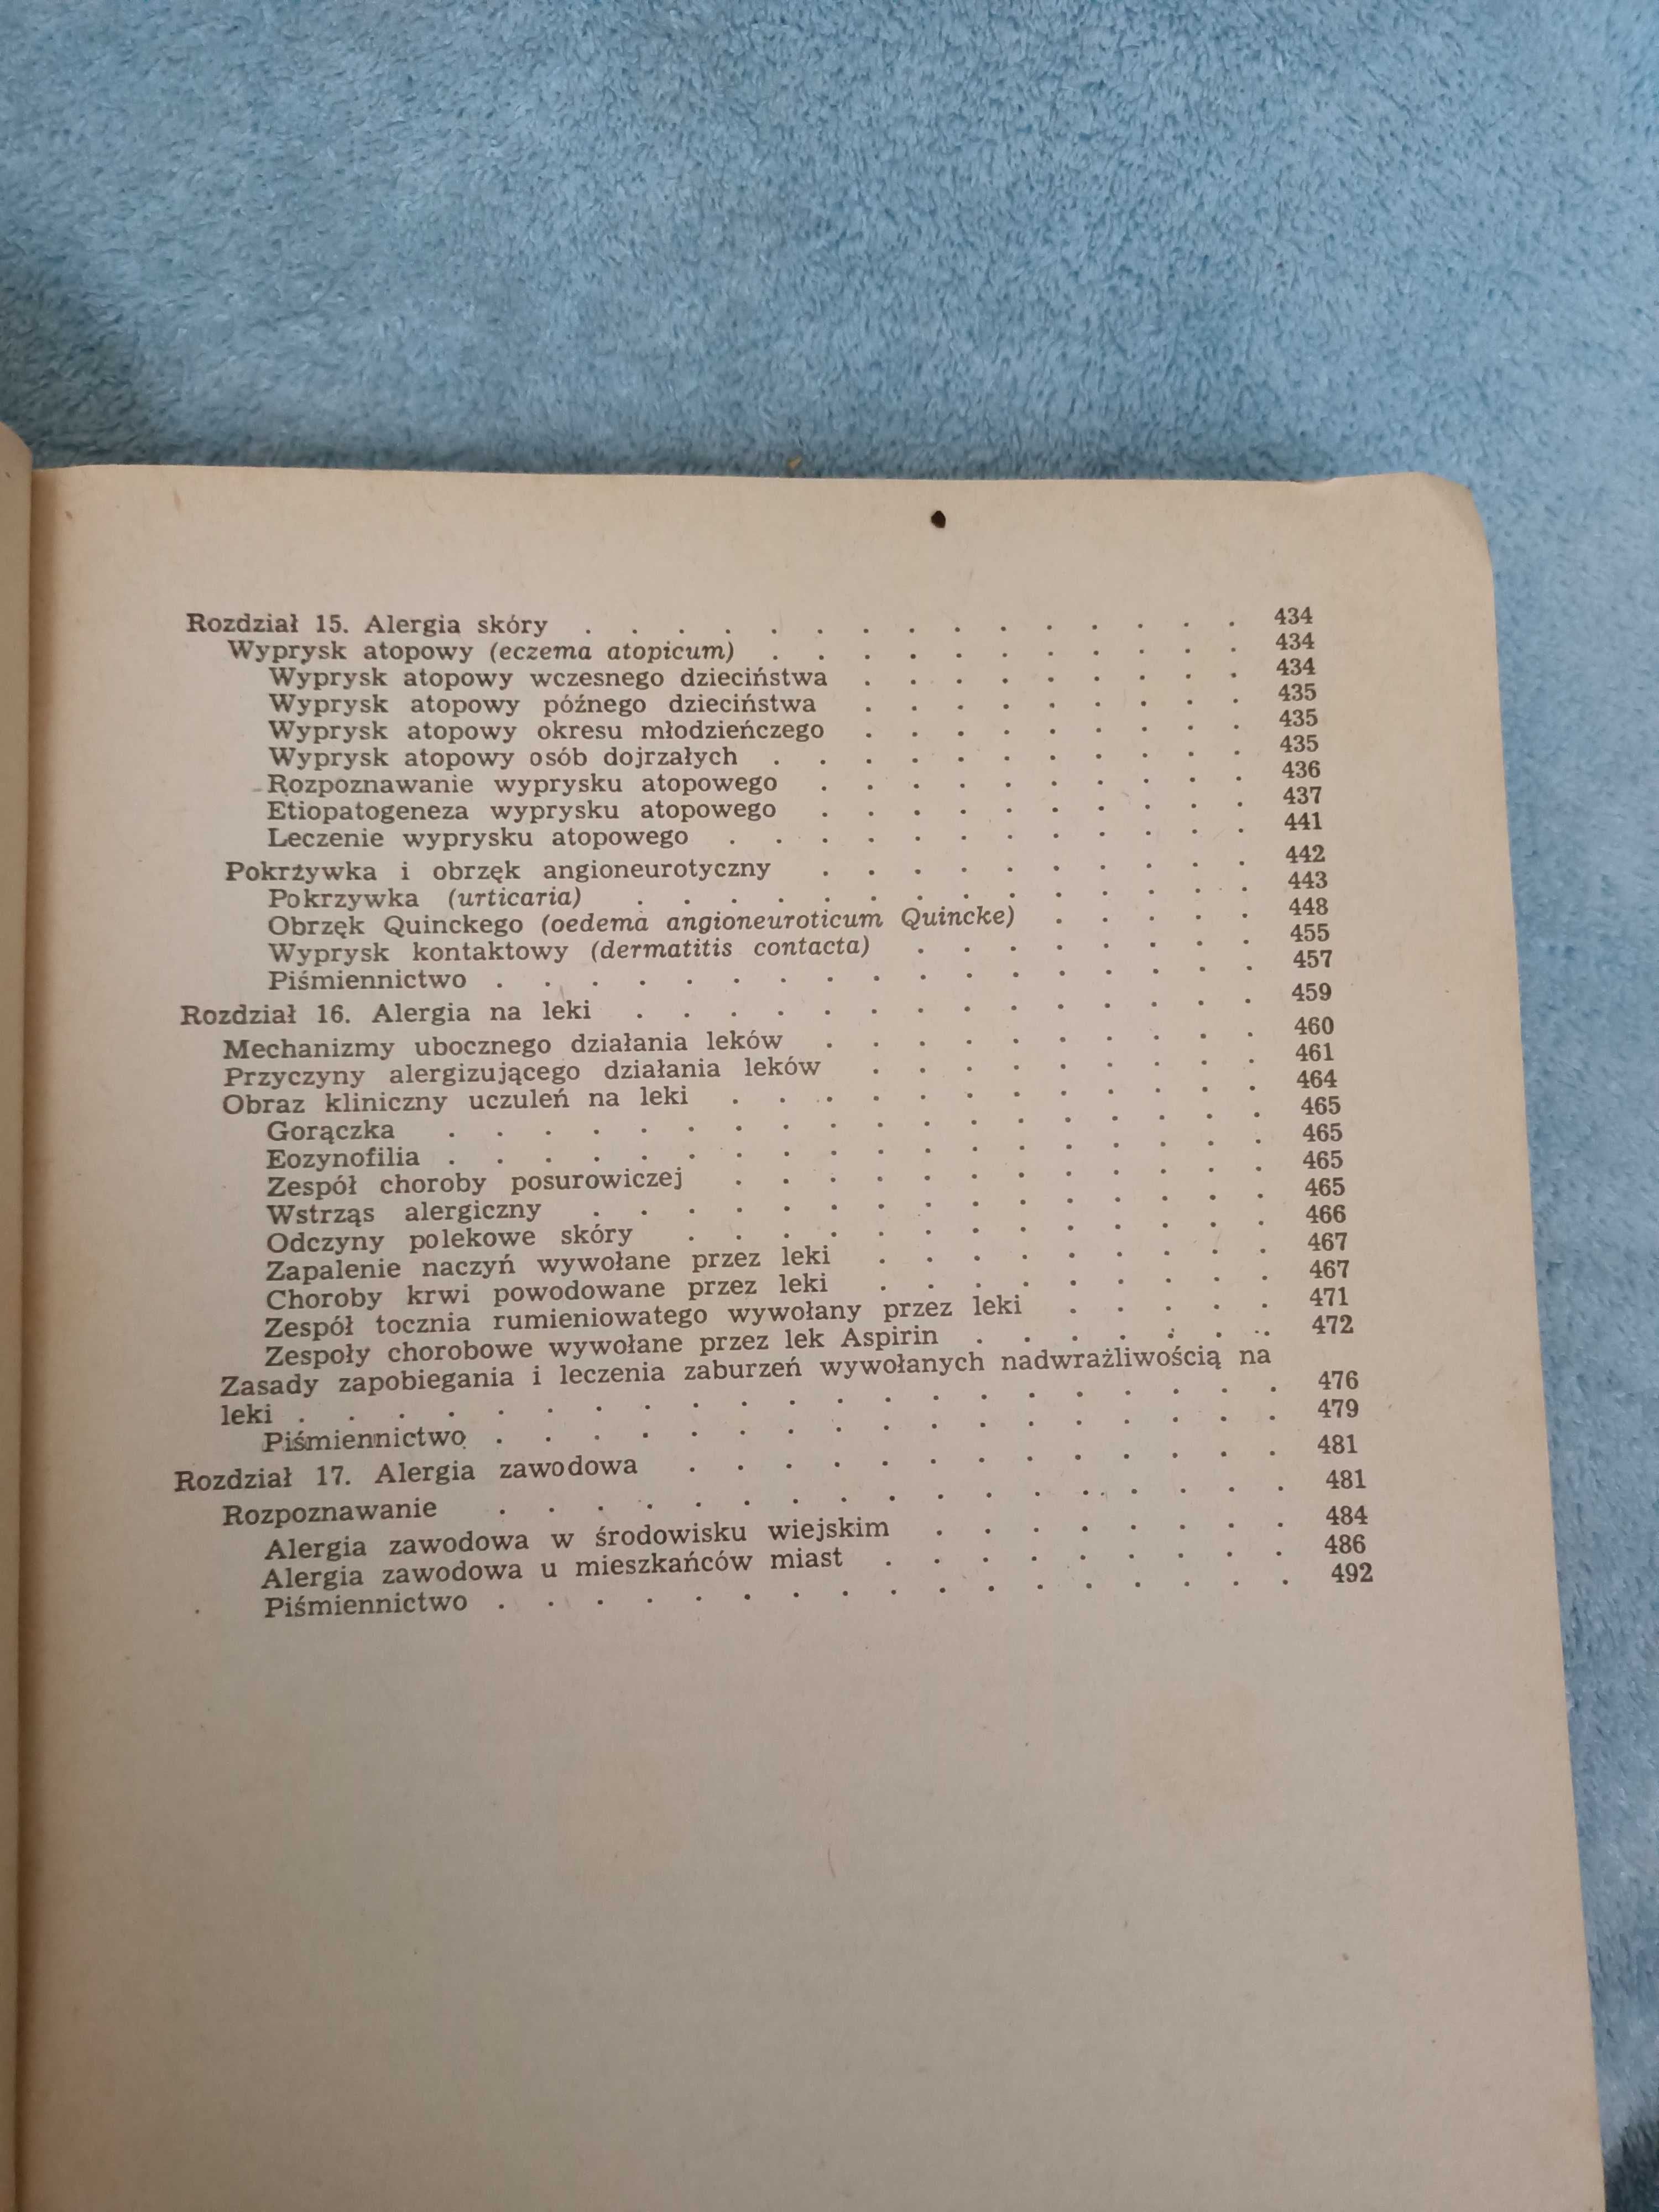 Rozdział 15. Alergia skóry . . . . . . . . . . . . . . . 434
Wyprysk atopowy (eczema atopicum) . . . . . . . . . . . 434
Wyprysk atopowy wczesnego dzieciństwa . . . . . . . . . 434
Wyprysk atopowy późnego dzieciństwa . . . . . . . . . 435
Wyprysk atopowy okresu młodzieńczego . . . . . . . . . 435
Wyprysk atopowy osób dojrzałych . . . . . . . . . . . 435
Rozpoznawanie wyprysku atopowego . . . . . . . . . . 436
Etiopatogeneza wyprysku atopowego . . . . . . . . . . 437
Leczenie wyprysku atopowego . . . . . . . . . . . . 441
Pokrzywka i obrzęk angioneurotyczny . . . . . . . . . . 442
Pokrzywka (urticaria) . . . . . . . . . . . . . . 443
Obrzęk Quinckego (oedema angioneuroticum Quincke) . . . . . 448
Wyprysk kontaktowy (dermatitis contacta) . . . . . . . . 455
Piśmiennictwo . . . . . . . . . . . . . . . . . 457
Rozdział 16. Alergia na leki . . . . . . . . . . . . . . 459
Mechanizmy ubocznego działania leków . . . . . . . . . . 460
Przyczyny alergizującego działania leków . . . . . . . . . 461
Obraz kliniczny uczuleń na leki . . . . . . . . . . . . 464
Gorączka . . . . . . . . . . . . . . . . . . 465
Eozynofilia . . . . . . . . . . . . . . . . . . 465
Zespół choroby posurowiczej . . . . . . . . . . . . 465
Wstrząs alergiczny . . . . . . . . . . . . . . . 465
Odczyny polekowe skóry . . . . . . . . . . . . . 466
Zapalenie naczyń wywołane przez leki . . . . . . . . . 467
Choroby krwi powodowane przez leki . . . . . . . . . 467
Zespół tocznia rumieniowatego wywołany przez leki . . . . . 471
Zespoły chorobowe wywołane przez lek Aspirin . . . . . . . 472
Zasady zapobiegania i leczenia zaburzeń wywołanych nadwrażliwością na
leki . . . . . . . . . . . . . . . . . . . . . 476
Piśmiennictwo . . . . . . . . . . . . . . . . . 479
Rozdział 17. Alergia zawodowa . . . . . . . . . . . . . 481
Rozpoznawanie . . . . . . . . . . . . . . . . . 481
Alergia zawodowa w środowisku wiejskim . . . . . . . . 484
Alergia zawodowa u mieszkańców miast . . . . . . . . . 486
Piśmiennictwo . . . . . . . . . . . . . . . . . 492